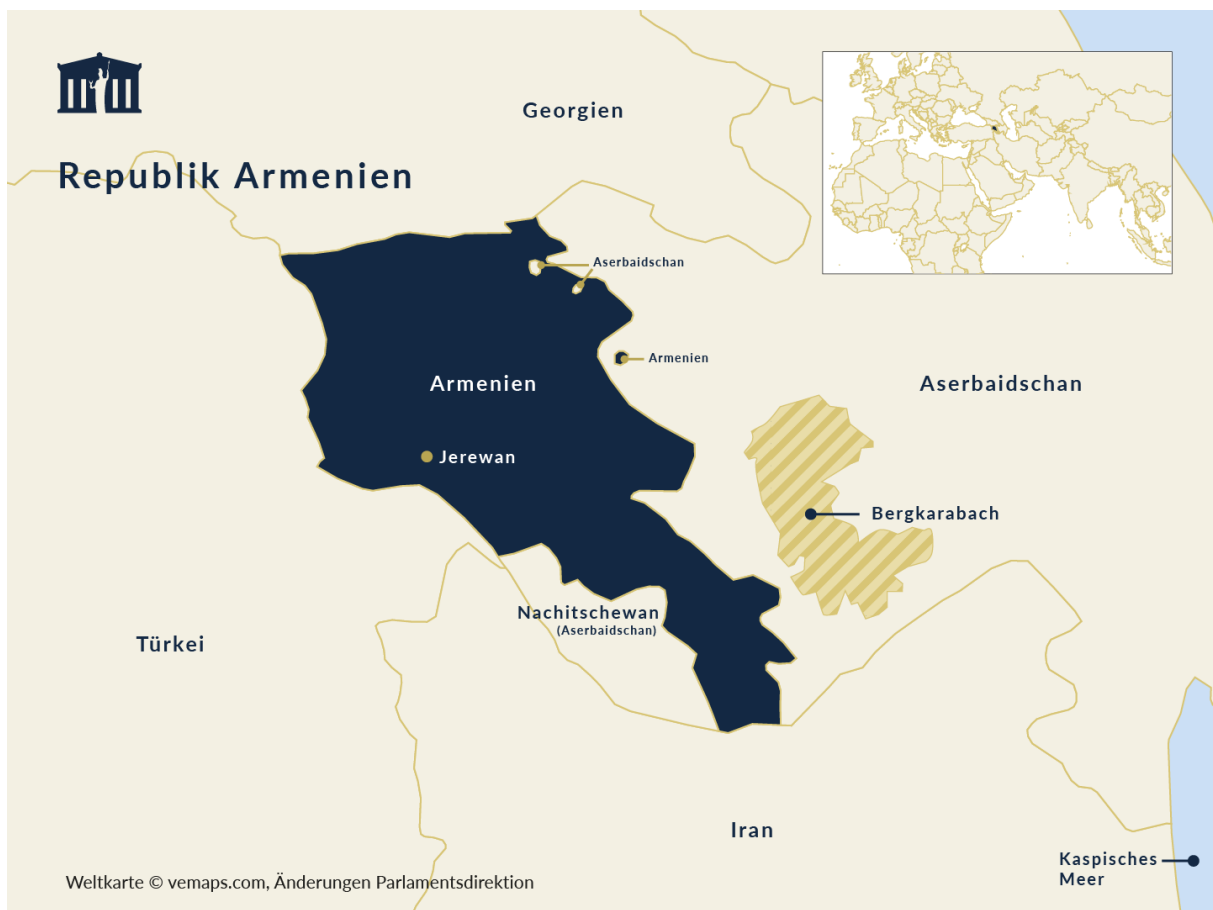 Georgien
Republik Armenien
Aserbaidschan
Armenien
Armenien
Aserbaidschan
Jerewan
Bergkarabach
Nachitschewan
(Aserbaidschan)
Türkei
Iran
Kaspisches
Meer
Weltkarte © vemaps.com, Änderungen Parlamentsdirektion